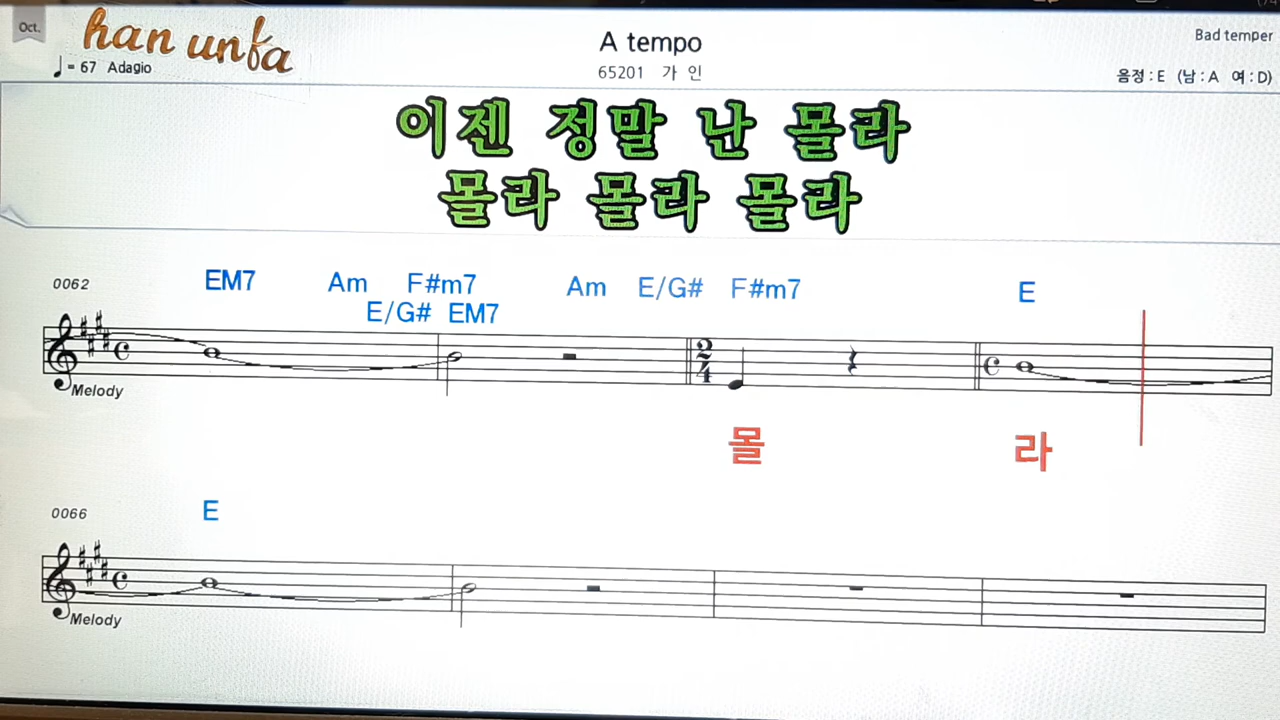 Oct.
han unfa
♩ = 67 Adagio
A tempo
65201 가 인
Bad temper
음정 : E (남 : A 여 : D)
이젠 정말 난 몰라
몰라 몰라 몰라
0062
EM7 Am F#m7 Am E/G# F#m7 E
E/G# EM7
2
4
Melody
몰 라
0066
E
Melody